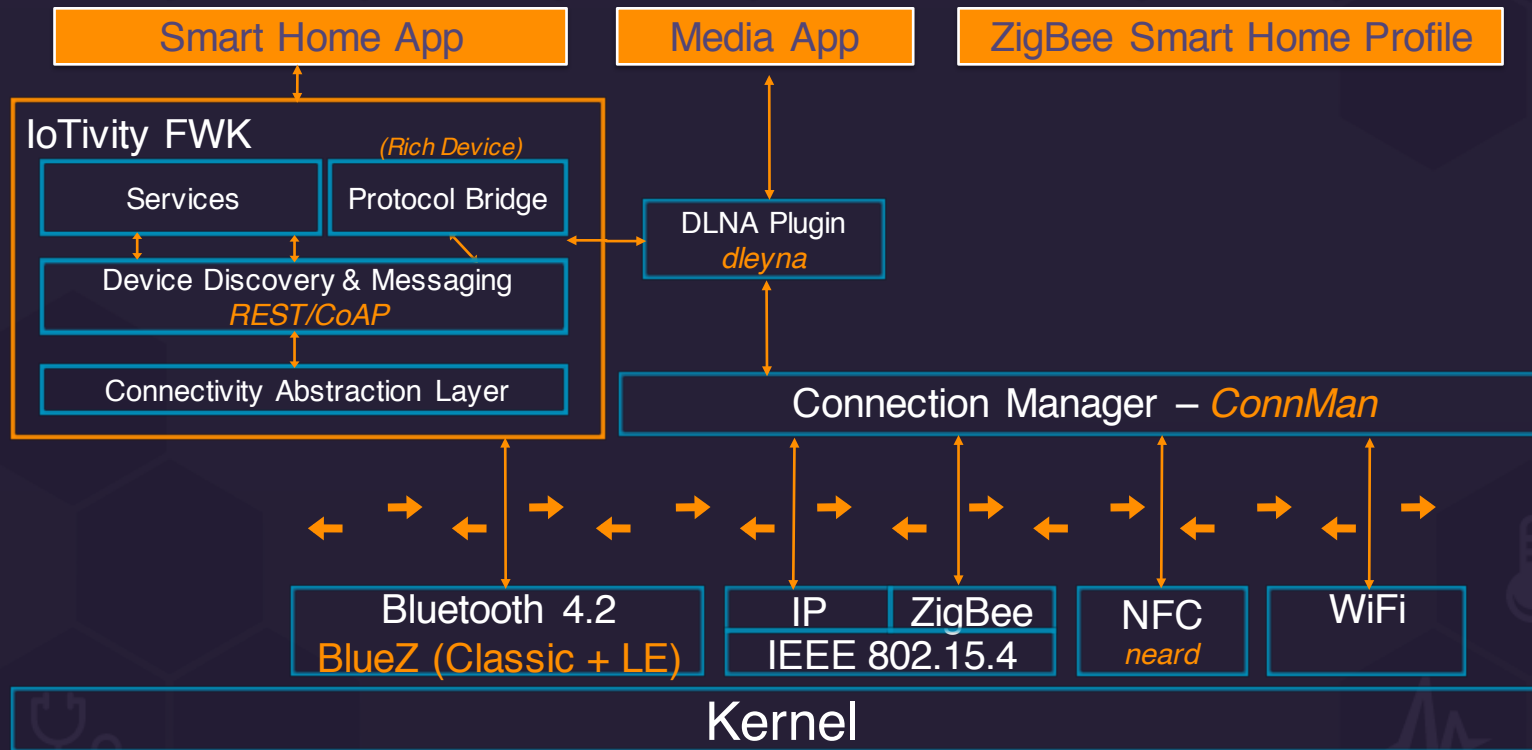 Smart Home App
Media App
ZigBee Smart Home Profile
IoTivity FWK
(Rich Device)
Services
Protocol Bridge
DLNA Plugin
dleyna
Device Discovery & Messaging
REST/CoAP
Connectivity Abstraction Layer
Connection Manager – ConnMan
Bluetooth 4.2
BlueZ (Classic + LE)
IP
ZigBee
IEEE 802.15.4
NFC
neard
WiFi
Kernel